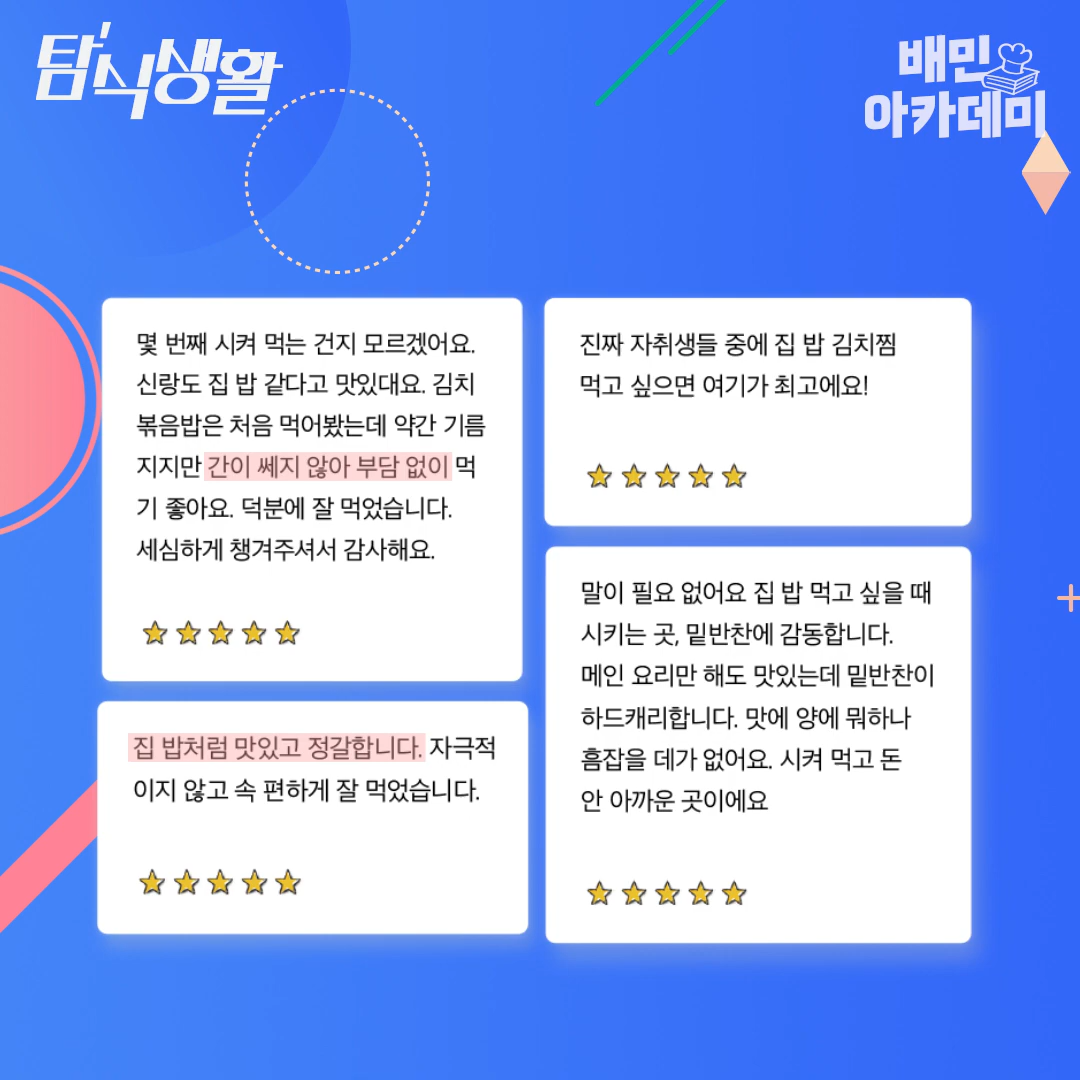 탐식생활
배민
아카데미
몇 번째 시켜 먹는 건지 모르겠어요.
신랑도 집 밥 같다고 맛있대요. 김치
볶음밥은 처음 먹어봤는데 약간 기름
지지만 간이 쎄지 않아 부담 없이 먹
기 좋아요. 덕분에 잘 먹었습니다.
세심하게 챙겨주셔서 감사해요.
집 밥처럼 맛있고 정갈합니다. 자극적
이지 않고 속 편하게 잘 먹었습니다.
진짜 자취생들 중에 집 밥 김치찜
먹고 싶으면 여기가 최고에요!
말이 필요 없어요 집 밥 먹고 싶을 때
시키는 곳, 밑반찬에 감동합니다.
메인 요리만 해도 맛있는데 밑반찬이
하드캐리합니다. 맛에 양에 뭐하나
흠잡을 데가 없어요. 시켜 먹고 돈
안 아까운 곳이에요